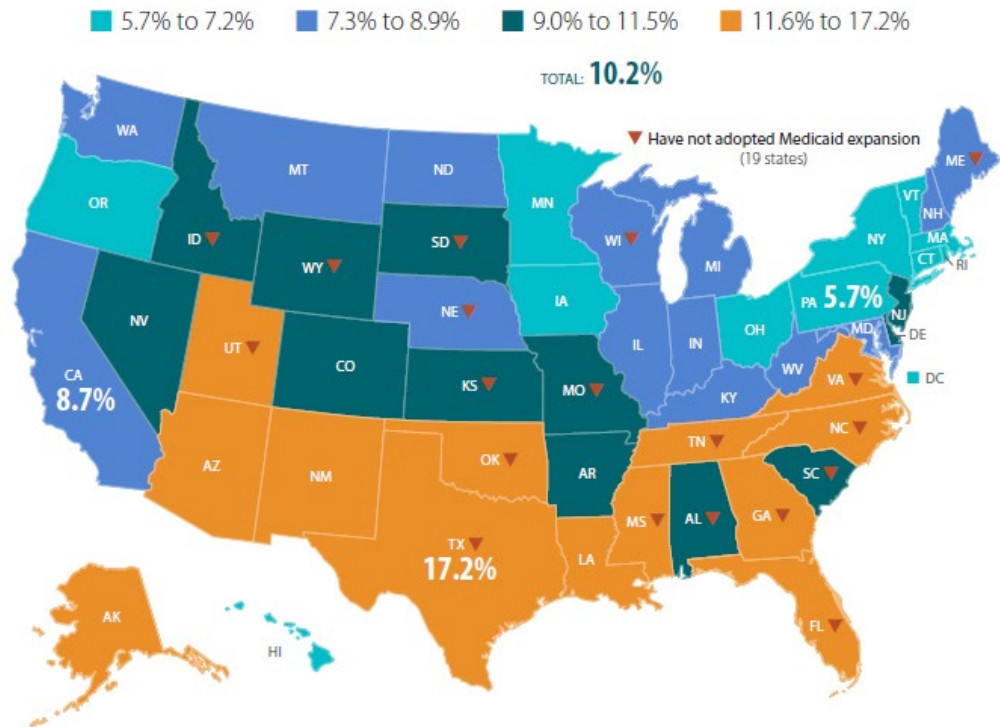 5.7% to 7.2% 7.3% to 8.9% 9.0% to 11.5% 11.6% to 17.2%
TOTAL: 10.2%
Have not adopted Medicaid expansion
(19 states)
WA
MT
ND
MN
ME
VT
NH
OR
ID
WY
SD
WI
MI
NY
MA
CT
RI
NV
UT
CO
NE
IA
IL
IN
OH
PA 5.7%
NJ
DE
MD
DC
CA
8.7%
KS
MO
KY
WV
VA
AZ
NM
OK
AR
TN
NC
SC
MS
AL
GA
TX
17.2%
LA
FL
AK
HI